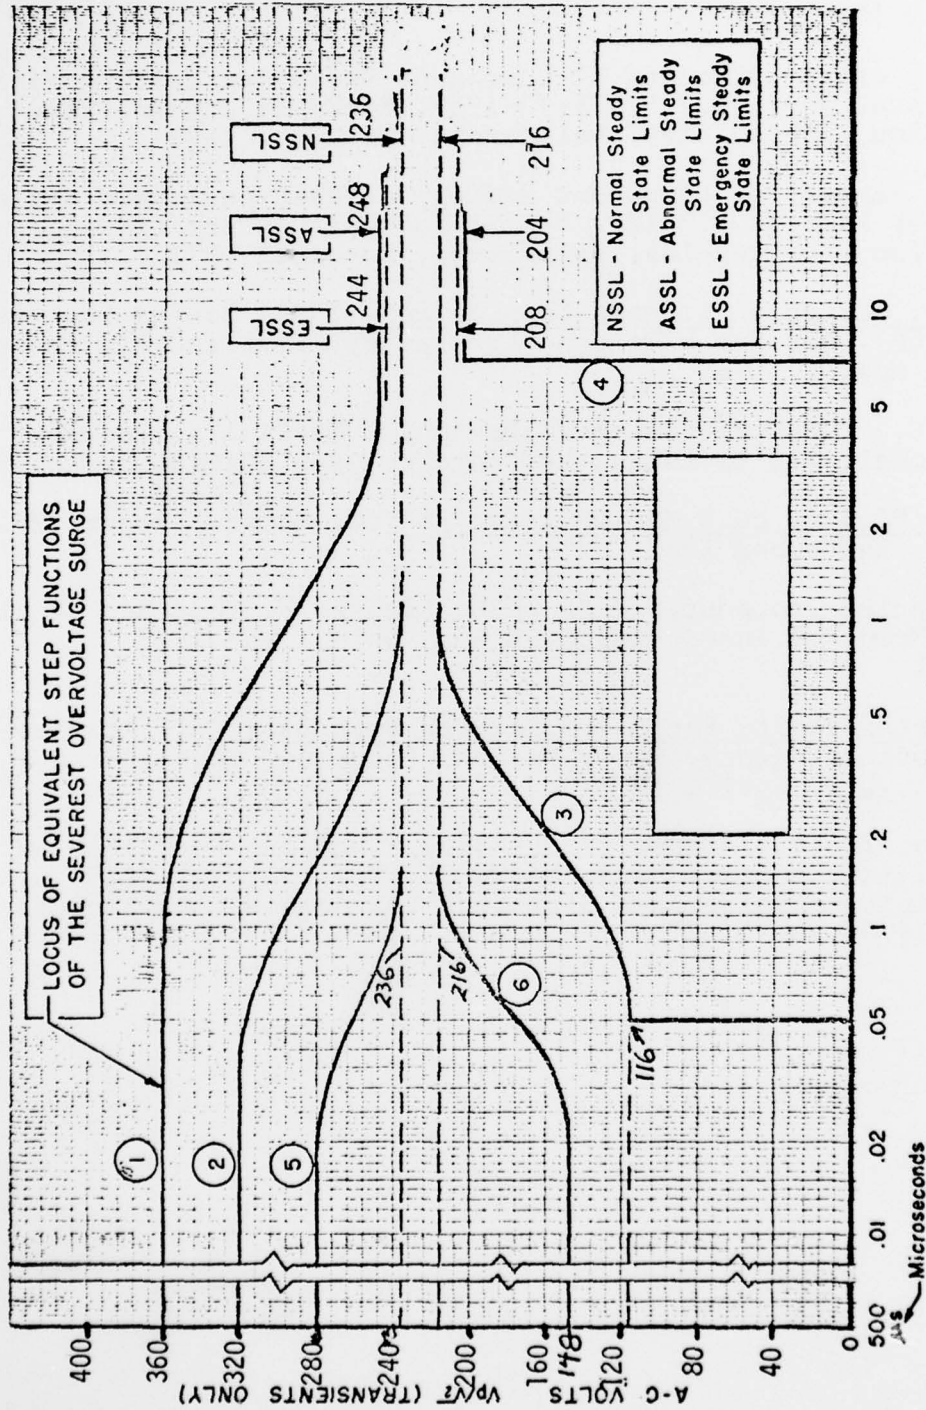 LOCUS OF EQUIVALENT STEP FUNCTIONS
OF THE SEVEREST OVERVOLTAGE SURGE
A-C VOLTS
Vp/√2 (TRANSIENTS ONLY)
400
360
320
280
240
200
160
148
120
80
40
0
1
2
5
6
3
4
236
216
116
ESSL
ASSL
NSSL
244
248
236
208
204
216
NSSL - Normal Steady
State Limits
ASSL - Abnormal Steady
State Limits
ESSL - Emergency Steady
State Limits
500
μs
.01
.02
.05
.1
.2
.5
1
2
5
10
Microseconds